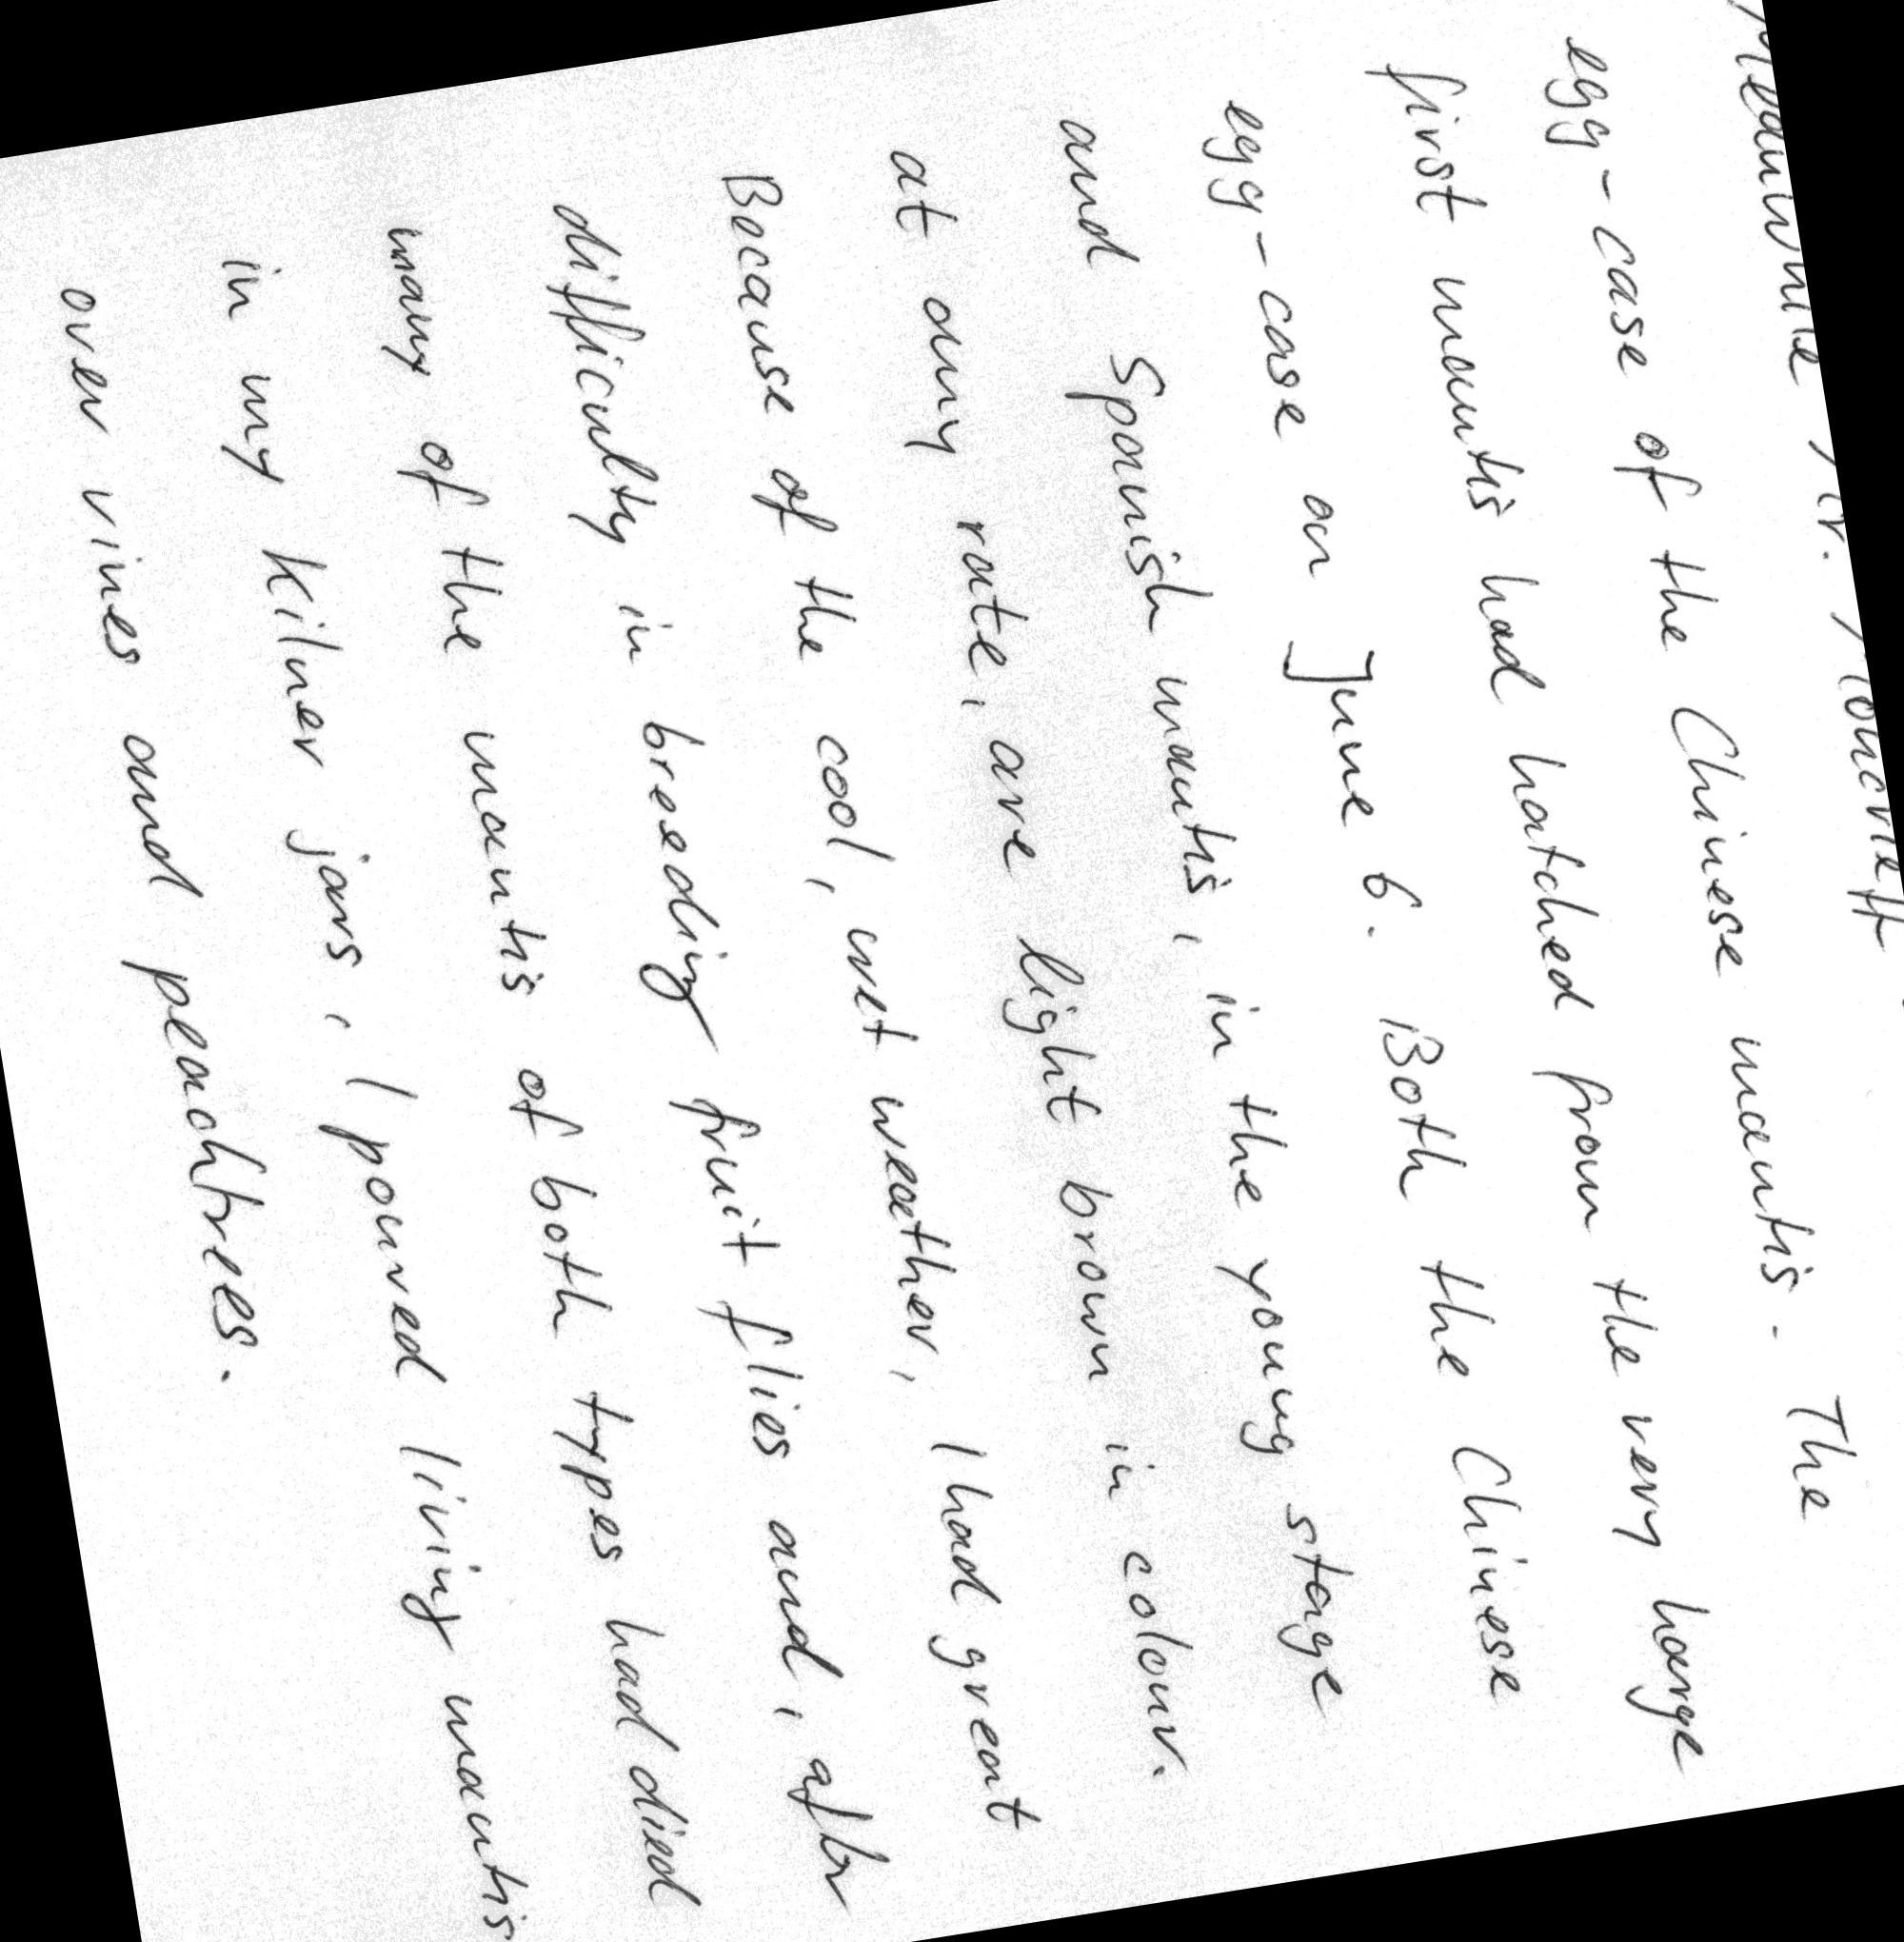 Meanwhile Mr.
egg-case of the Chinese mantis. The
first mantis had hatched from the very large
egg-case on June 6. Both the Chinese
and Spanish mantis, in the young stage
at any rate, are light brown in colour.
Because of the cool, wet weather, I had great
difficulty in breeding fruit flies and, after
many of the mantis of both types had died
in my Kilner jars, I poured living mantis
over vines and peachtrees.